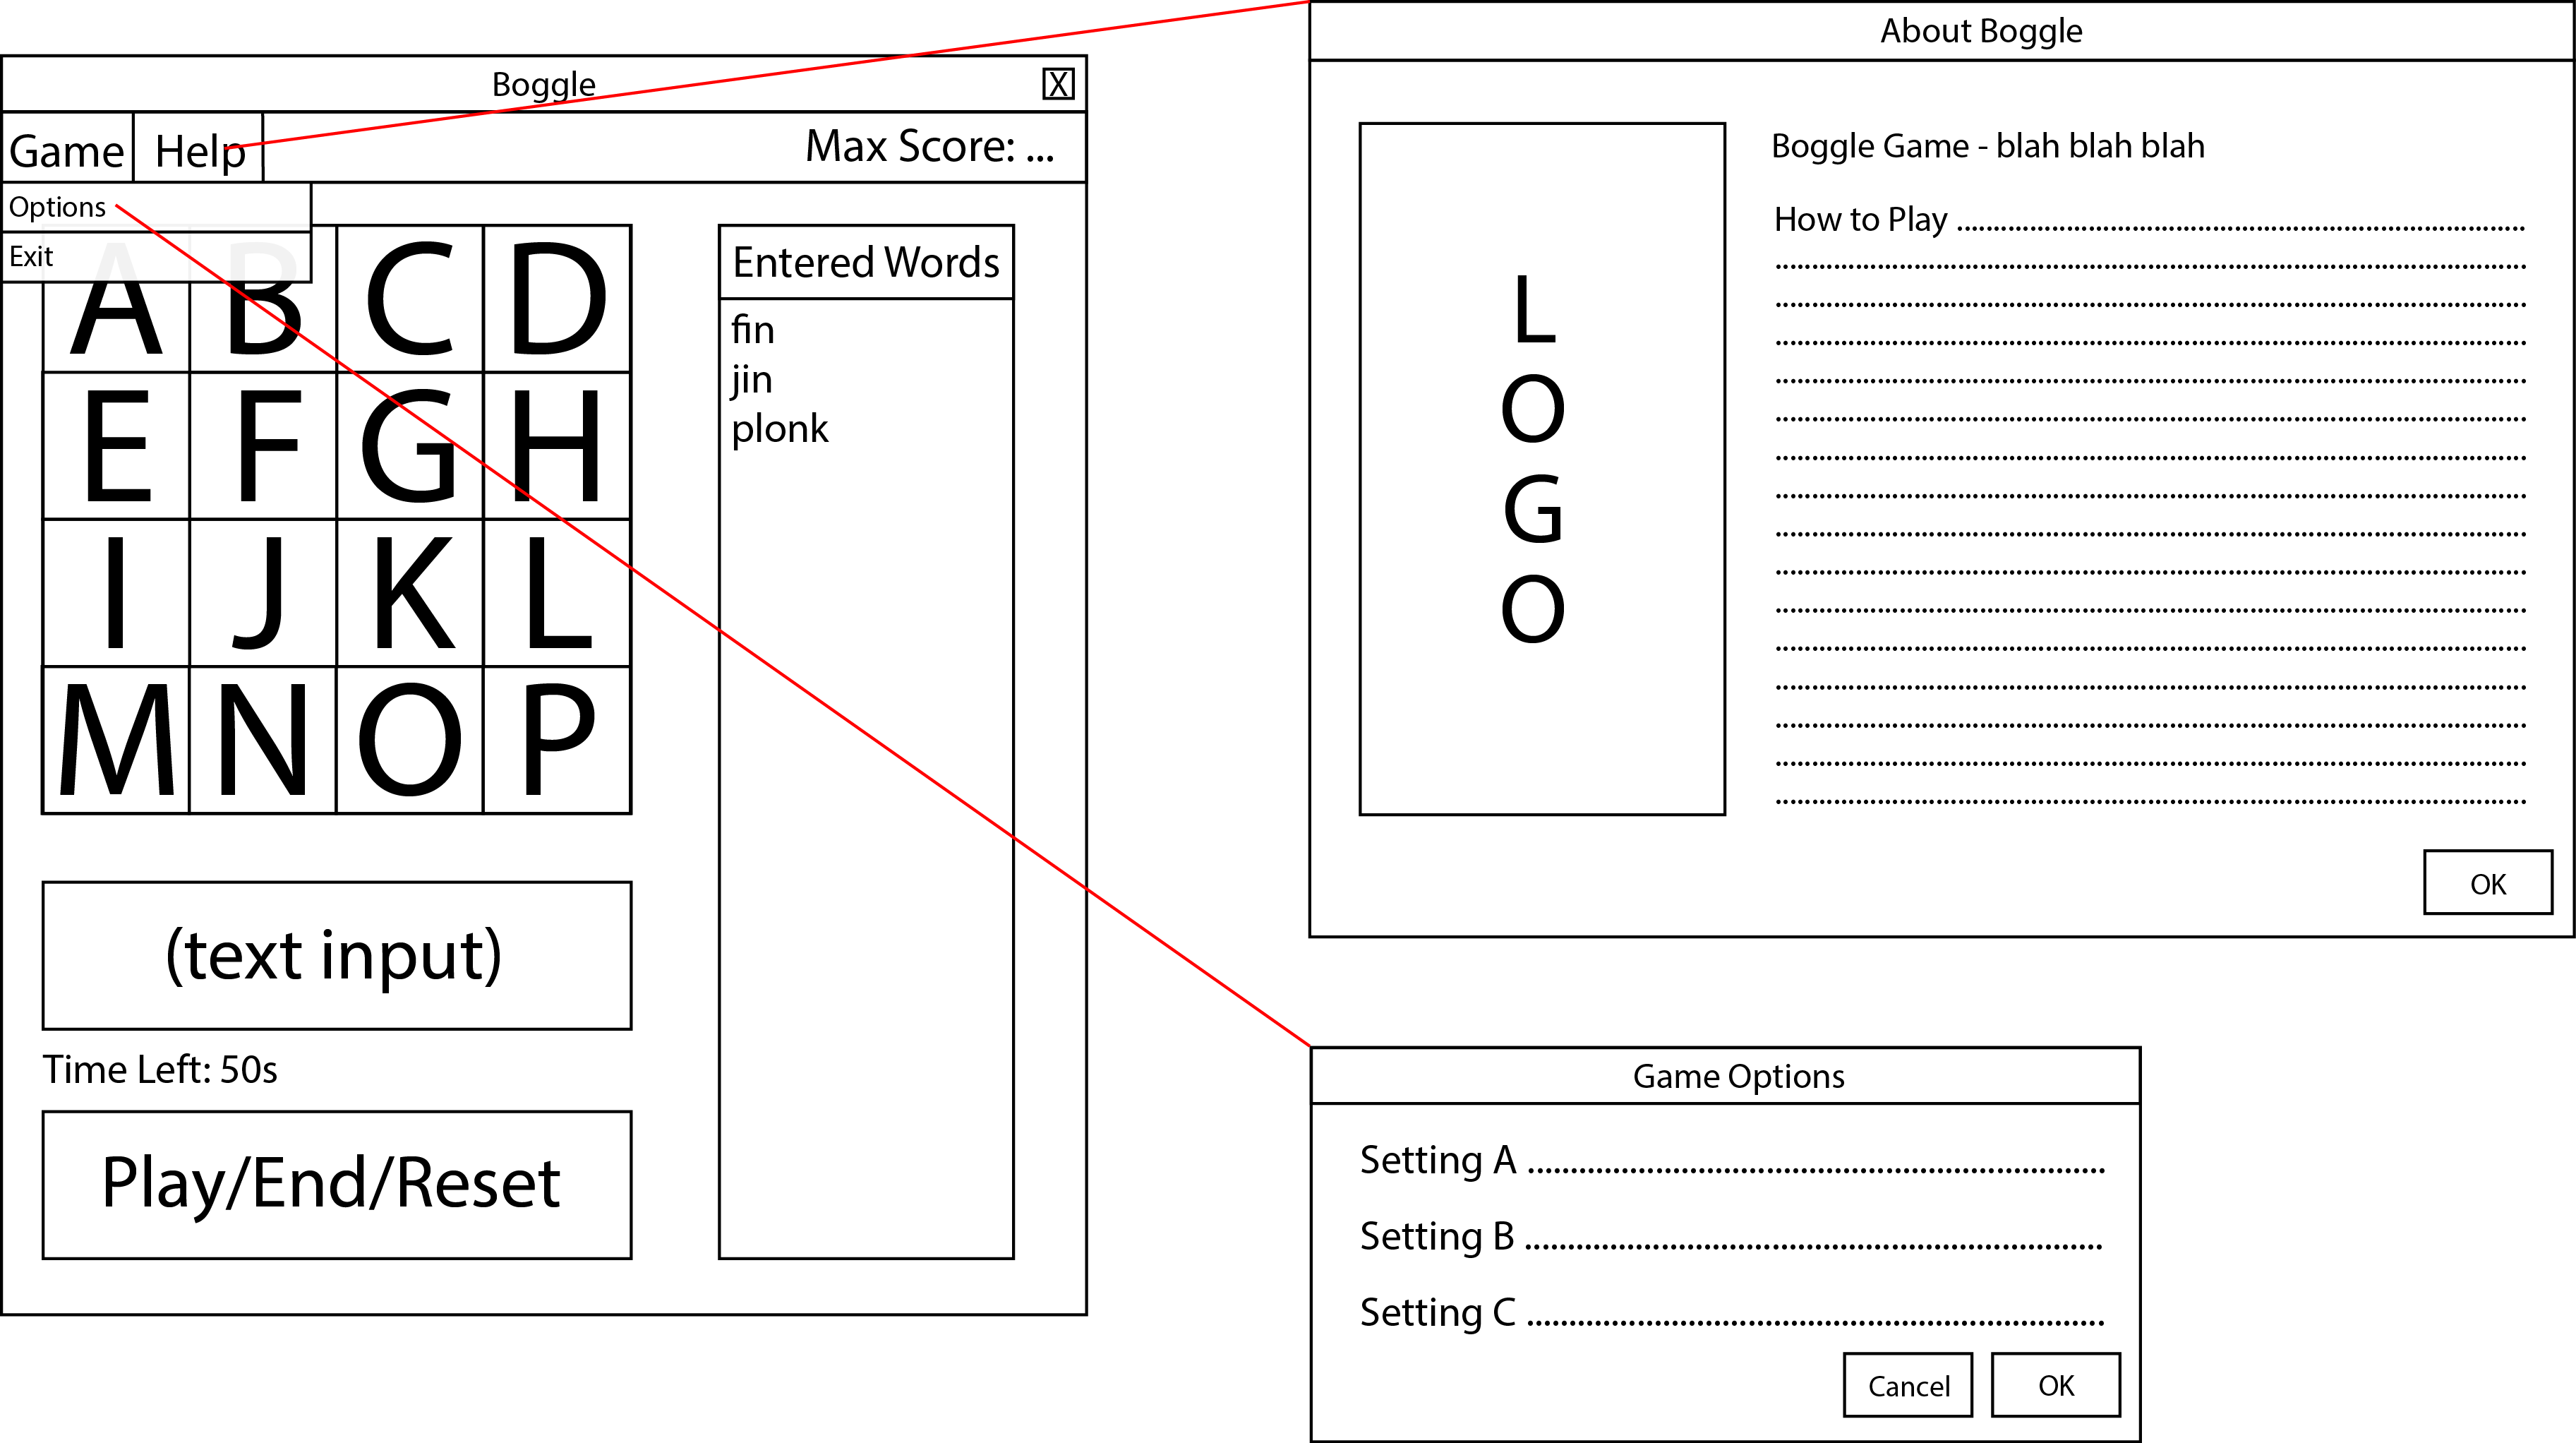 Boggle X
Game Help Max Score: ...
Options
Exit
A B C D
E F G H
I J K L
M N O P
(text input)
Time Left: 50s
Play/End/Reset
Entered Words
fin
jin
plonk
About Boggle
L
O
G
O
Boggle Game - blah blah blah
How to Play
OK
Game Options
Setting A
Setting B
Setting C
Cancel OK